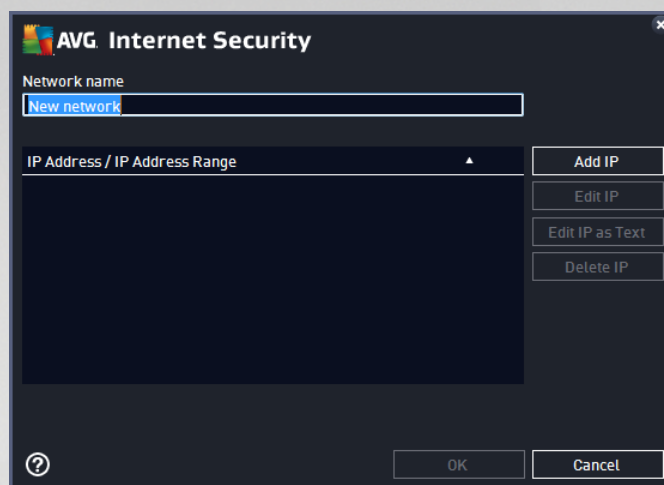 AVG. Internet Security
Network name
New network
IP Address / IP Address Range
Add IP
Edit IP
Edit IP as Text
Delete IP
OK
Cancel